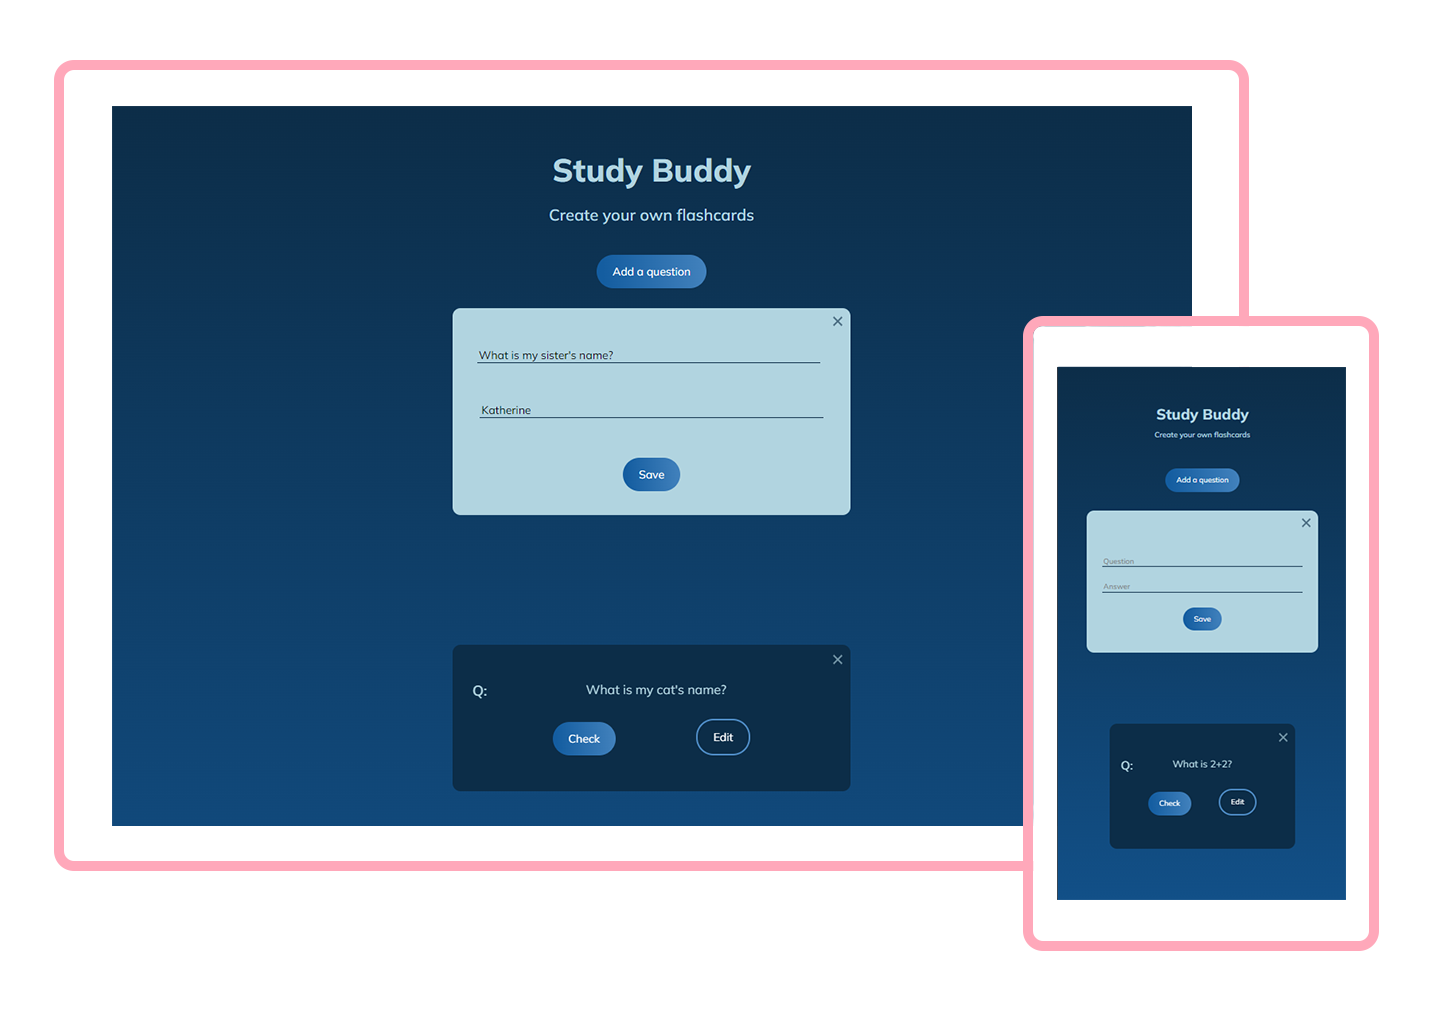 Study Buddy
Create your own flashcards
Add a question
What is my sister's name?
Katherine
Save
Q:
What is my cat's name?
Check
Edit
Study Buddy
Create your own flashcards
Add a question
Question
Answer
Save
Q:
What is 2+2?
Check
Edit